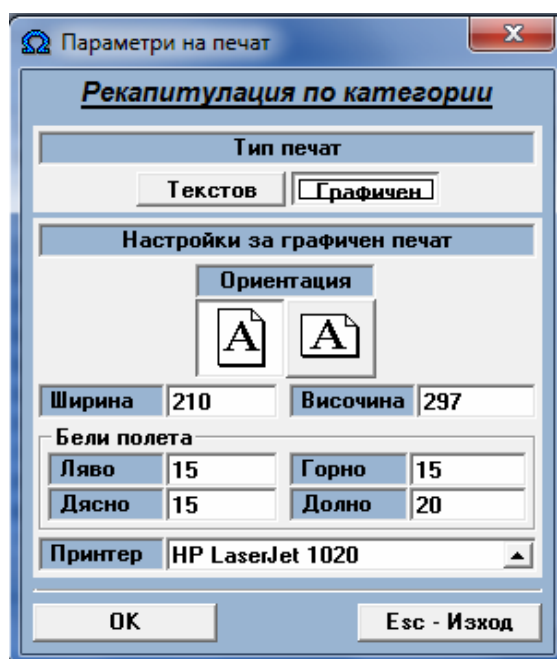 Параметри на печат
Рекапитулация по категории
Тип печат
Текстов Графичен
Настройки за графичен печат
Ориентация
A A
Ширина 210 Височина 297
Бели полета
Ляво 15 Горно 15
Дясно 15 Долно 20
Принтер HP LaserJet 1020
OK Esc - Изход